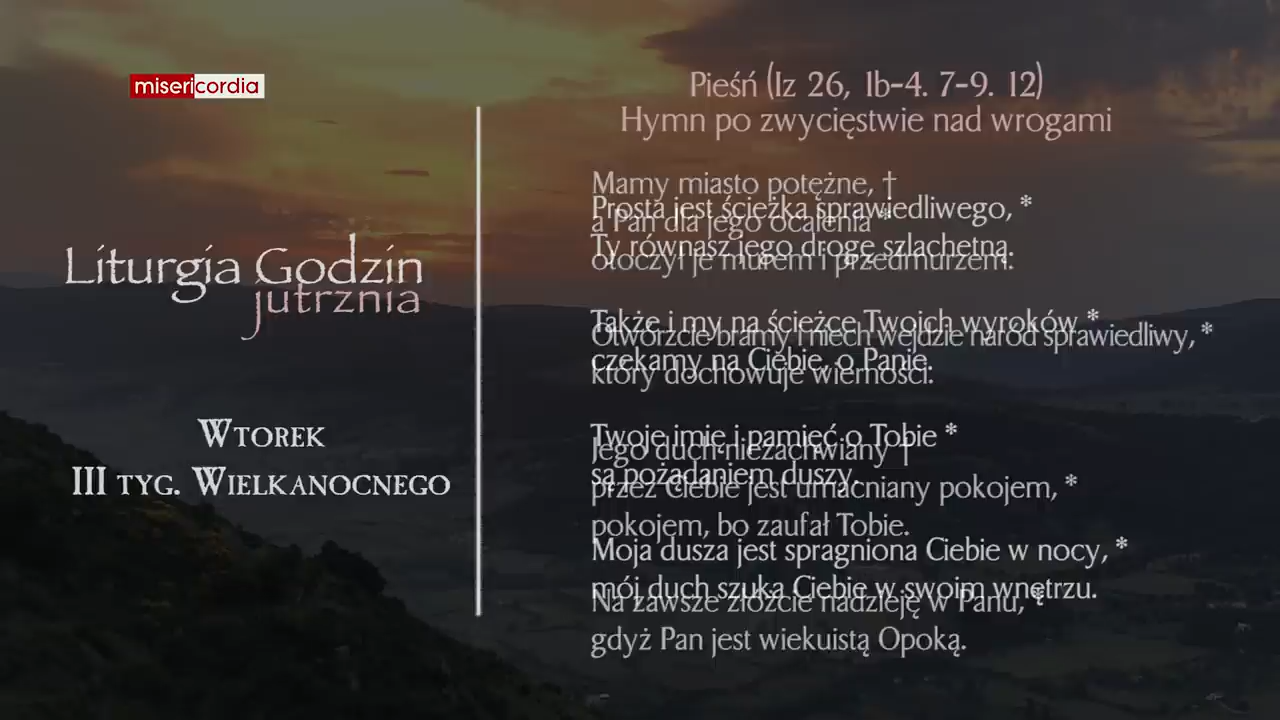 misericordia
Liturgia Godzin
jutrznia
Wtorek
III tyg. Wielkanocnego
Pieśń (Iz 26, 1b-4. 7-9. 12)
Hymn po zwycięstwie nad wrogami
Mamy miasto potężne, †
Prosta jest ścieżka sprawiedliwego, *
a Pan dla jego ocalenia *
Ty równasz jego drogę szlachetną.
otoczył je murem i przedmurzem.
Także i my na ścieżce Twoich wyroków *
Otwórzcie bramy i niech wejdzie naród sprawiedliwy, *
czekamy na Ciebie, o Panie.
który dochowuje wierności.
Twoje imię i pamięć o Tobie *
Jego duch niezachwiany †
są pożądaniem duszy.
przez Ciebie jest umacniany pokojem, *
pokojem, bo zaufał Tobie.
Moja dusza jest spragniona Ciebie w nocy, *
mój duch szuka Ciebie w swoim wnętrzu.
Na zawsze złóżcie nadzieję w Panu, *
gdyż Pan jest wiekuistą Opoką.